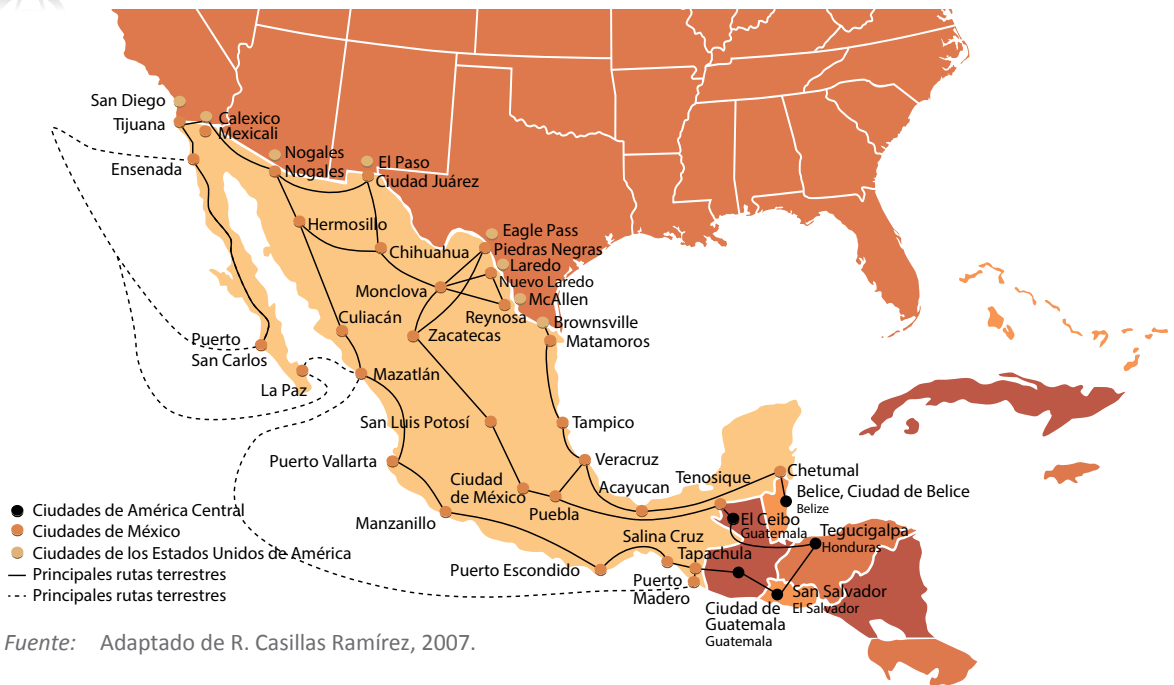 San Diego
Tijuana
Calexico
Mexicali
Ensenada
Nogales
Nogales
El Paso
Ciudad Juárez
Hermosillo
Chihuahua
Eagle Pass
Piedras Negras
Laredo
Nuevo Laredo
McAllen
Monclova
Reynosa
Culiacán
Zacatecas
Brownsville
Matamoros
Puerto
San Carlos
La Paz
Mazatlán
San Luis Potosí
Tampico
Puerto Vallarta
Veracruz
Ciudad
de México
Acayucan
Tenosique
Chetumal
Belice, Ciudad de Belice
Belize
Manzanillo
Puebla
El Ceibo
Guatemala
Tegucigalpa
Honduras
Salina Cruz
Tapachula
Puerto Escondido
Puerto
Madero
San Salvador
El Salvador
Ciudad de
Guatemala
Guatemala
Ciudades de América Central
Ciudades de México
Ciudades de los Estados Unidos de América
Principales rutas terrestres
Principales rutas terrestres
Fuente: Adaptado de R. Casillas Ramírez, 2007.